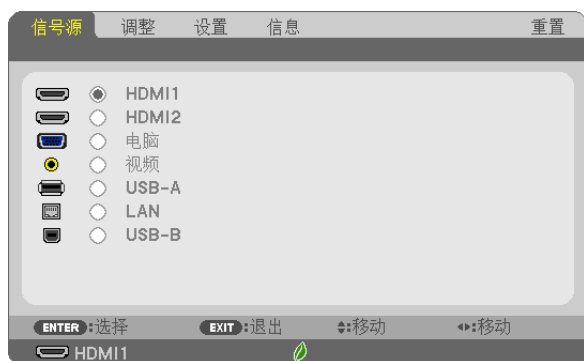 信号源 调整 设置 信息 重置
HDMI1
HDMI2
电脑
视频
USB-A
LAN
USB-B
ENTER:选择 EXIT:退出 :移动 :移动
HDMI1